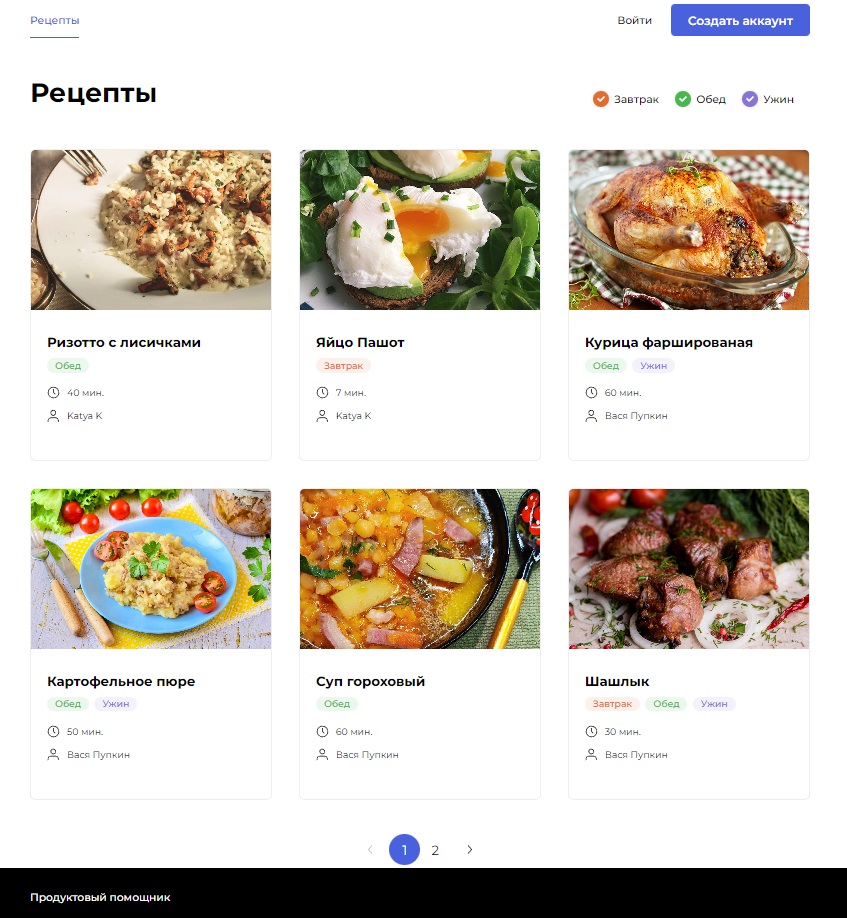 Рецепты
Войти
Создать аккаунт
Рецепты
Завтрак
Обед
Ужин
Ризотто с лисичками
Обед
40 мин.
Katya K
Яйцо Пашот
Завтрак
7 мин.
Katya K
Курица фаршированая
Обед Ужин
60 мин.
Вася Пупкин
Картофельное пюре
Обед Ужин
50 мин.
Вася Пупкин
Суп гороховый
Обед
60 мин.
Вася Пупкин
Шашлык
Завтрак Обед Ужин
30 мин.
Вася Пупкин
1 2
Продуктовый помощник